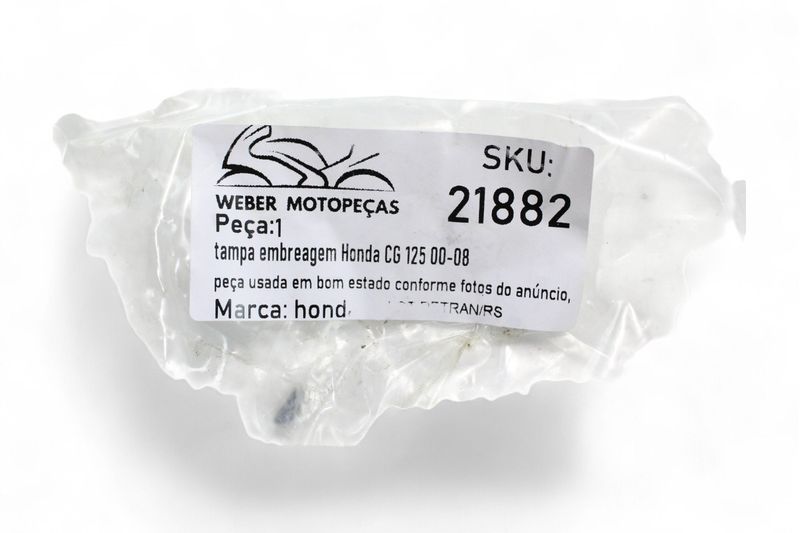 WEBER MOTOPEÇAS
SKU:
21882
Peça:1
tampa embreagem Honda CG 125 00-08
peça usada em bom estado conforme fotos do anúncio,
Marca: hond